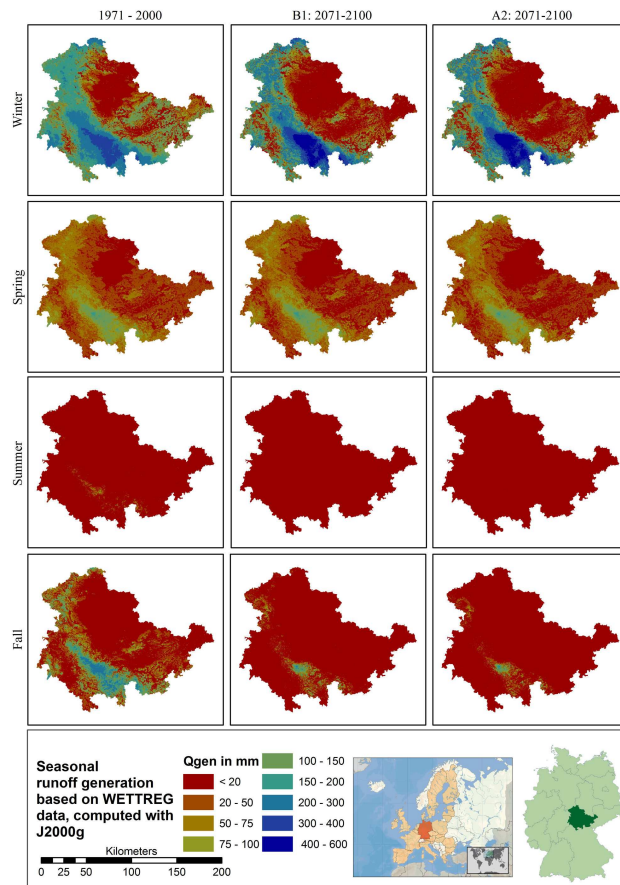 1971 - 2000
B1: 2071-2100
A2: 2071-2100
Winter
Spring
Summer
Fall
Seasonal
runoff generation
based on WETTREG
data, computed with
J2000g
Kilometers
0 25 50 100 150 200
Qgen in mm
< 20
20 - 50
50 - 75
75 - 100
100 - 150
150 - 200
200 - 300
300 - 400
400 - 600